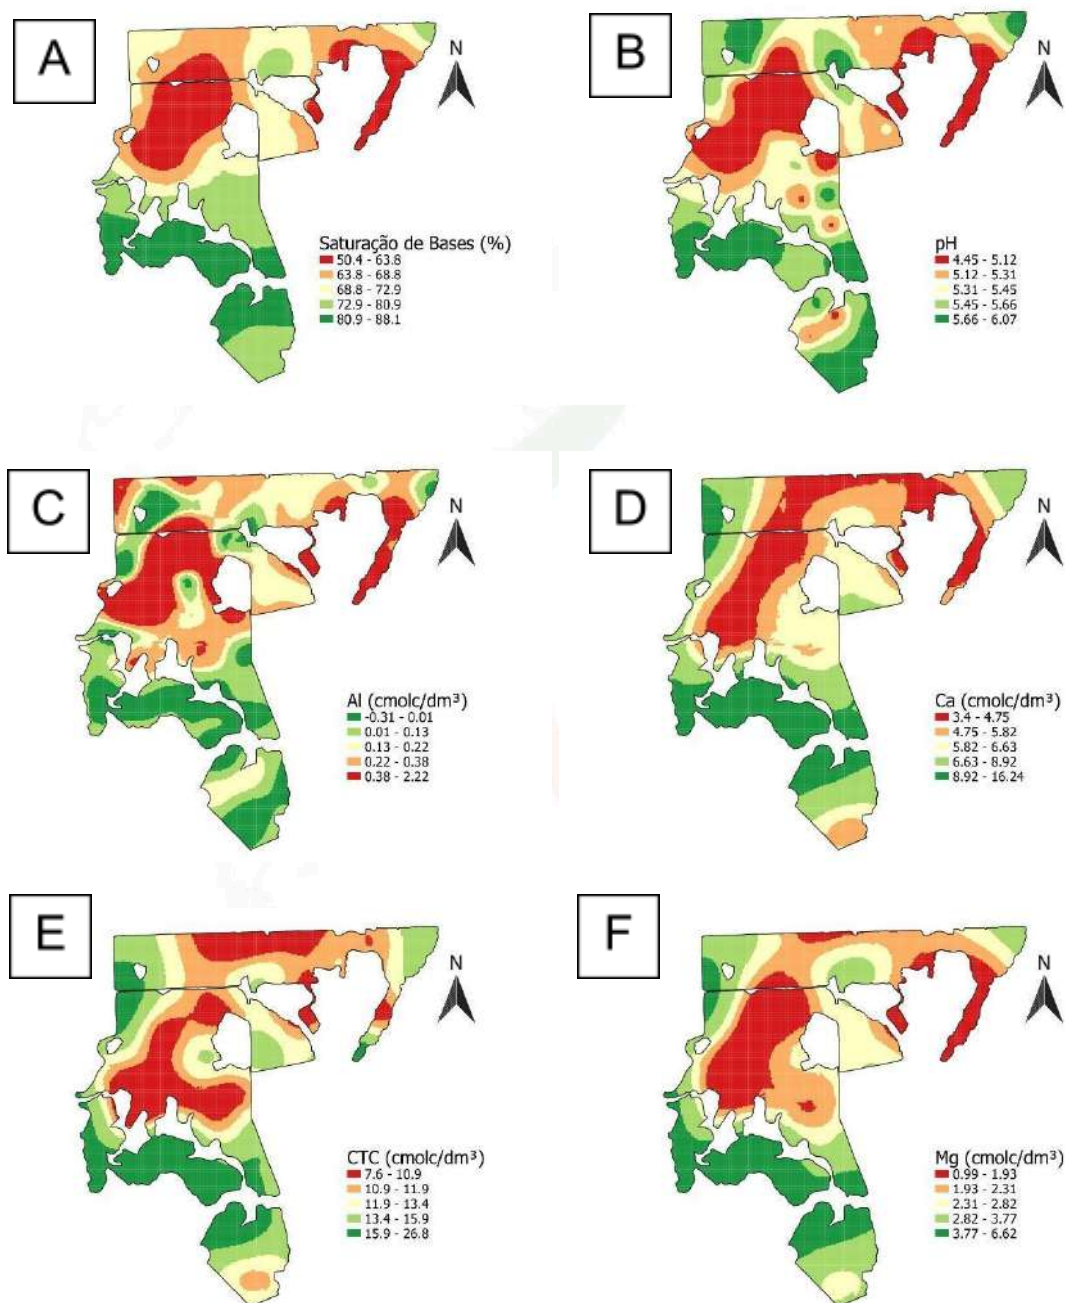 A
N
Saturação de Bases (%)
50.4 - 63.8
63.8 - 68.8
68.8 - 72.9
72.9 - 80.9
80.9 - 88.1
B
N
pH
4.45 - 5.12
5.12 - 5.31
5.31 - 5.45
5.45 - 5.66
5.66 - 6.07
C
N
Al (cmolc/dm³)
-0.31 - 0.01
0.01 - 0.13
0.13 - 0.22
0.22 - 0.38
0.38 - 2.22
D
N
Ca (cmolc/dm³)
3.4 - 4.75
4.75 - 5.82
5.82 - 6.63
6.63 - 8.92
8.92 - 16.24
E
N
CTC (cmolc/dm³)
7.6 - 10.9
10.9 - 11.9
11.9 - 13.4
13.4 - 15.9
15.9 - 26.8
F
N
Mg (cmolc/dm³)
0.99 - 1.93
1.93 - 2.31
2.31 - 2.82
2.82 - 3.77
3.77 - 6.62